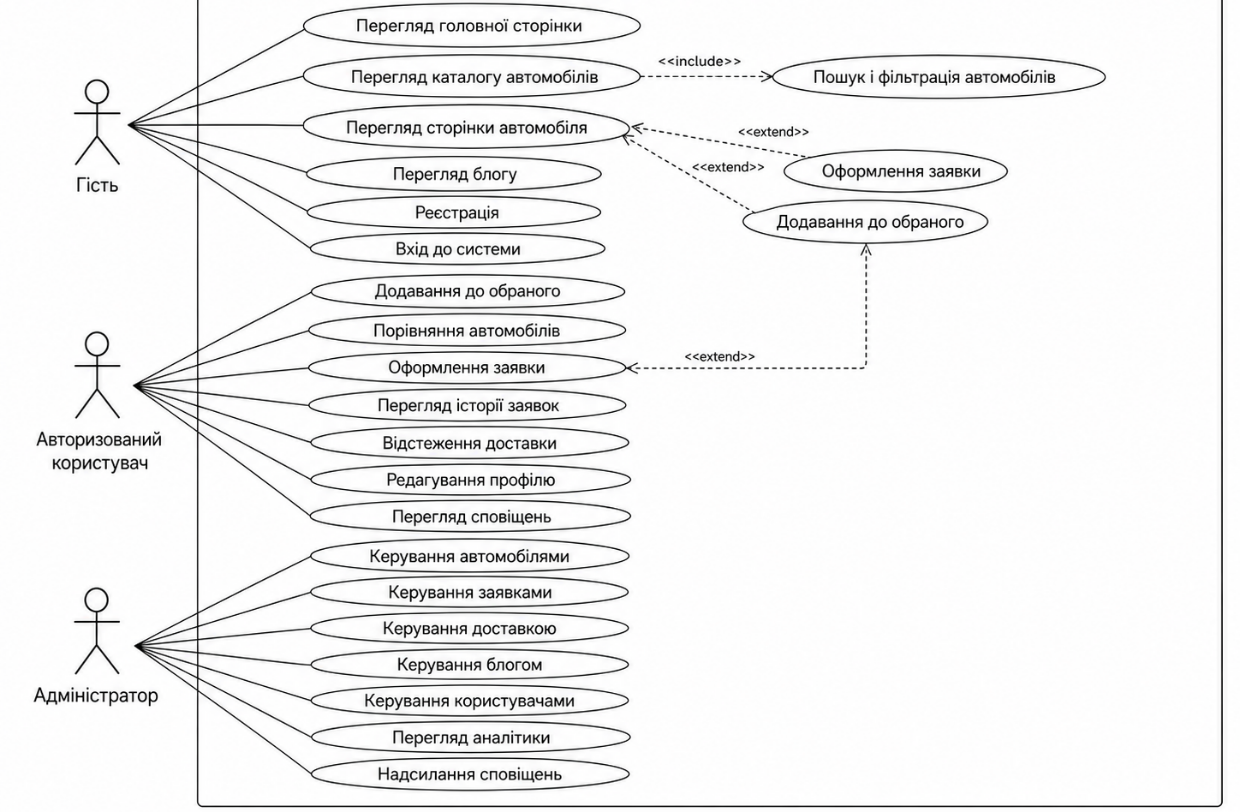 Перегляд головної сторінки
Перегляд каталогу автомобілів
<<include>>
Пошук і фільтрація автомобілів
Перегляд сторінки автомобіля
<<extend>>
<<extend>>
Оформлення заявки
Гість
Перегляд блогу
Реєстрація
Додавання до обраного
Вхід до системи
Додавання до обраного
Порівняння автомобілів
Оформлення заявки
<<extend>>
Перегляд історії заявок
Авторизований
користувач
Відстеження доставки
Редагування профілю
Перегляд сповіщень
Керування автомобілями
Керування заявками
Керування доставкою
Керування блогом
Адміністратор
Керування користувачами
Перегляд аналітики
Надсилання сповіщень